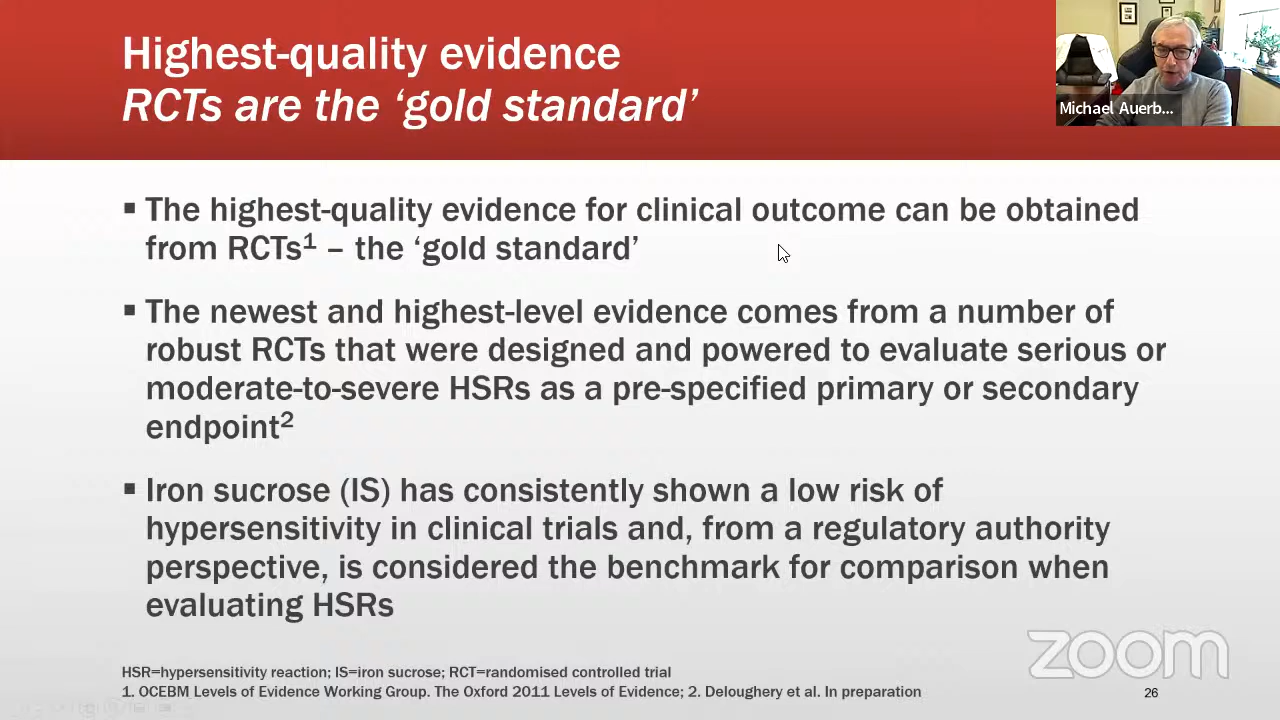 Highest-quality evidence
RCTs are the ‘gold standard’
Michael Auerb...
▪ The highest-quality evidence for clinical outcome can be obtained
from RCTs¹ – the ‘gold standard’
▪ The newest and highest-level evidence comes from a number of
robust RCTs that were designed and powered to evaluate serious or
moderate-to-severe HSRs as a pre-specified primary or secondary
endpoint²
▪ Iron sucrose (IS) has consistently shown a low risk of
hypersensitivity in clinical trials and, from a regulatory authority
perspective, is considered the benchmark for comparison when
evaluating HSRs
zoom
HSR=hypersensitivity reaction; IS=iron sucrose; RCT=randomised controlled trial
1. OCEBM Levels of Evidence Working Group. The Oxford 2011 Levels of Evidence; 2. Deloughery et al. In preparation
26